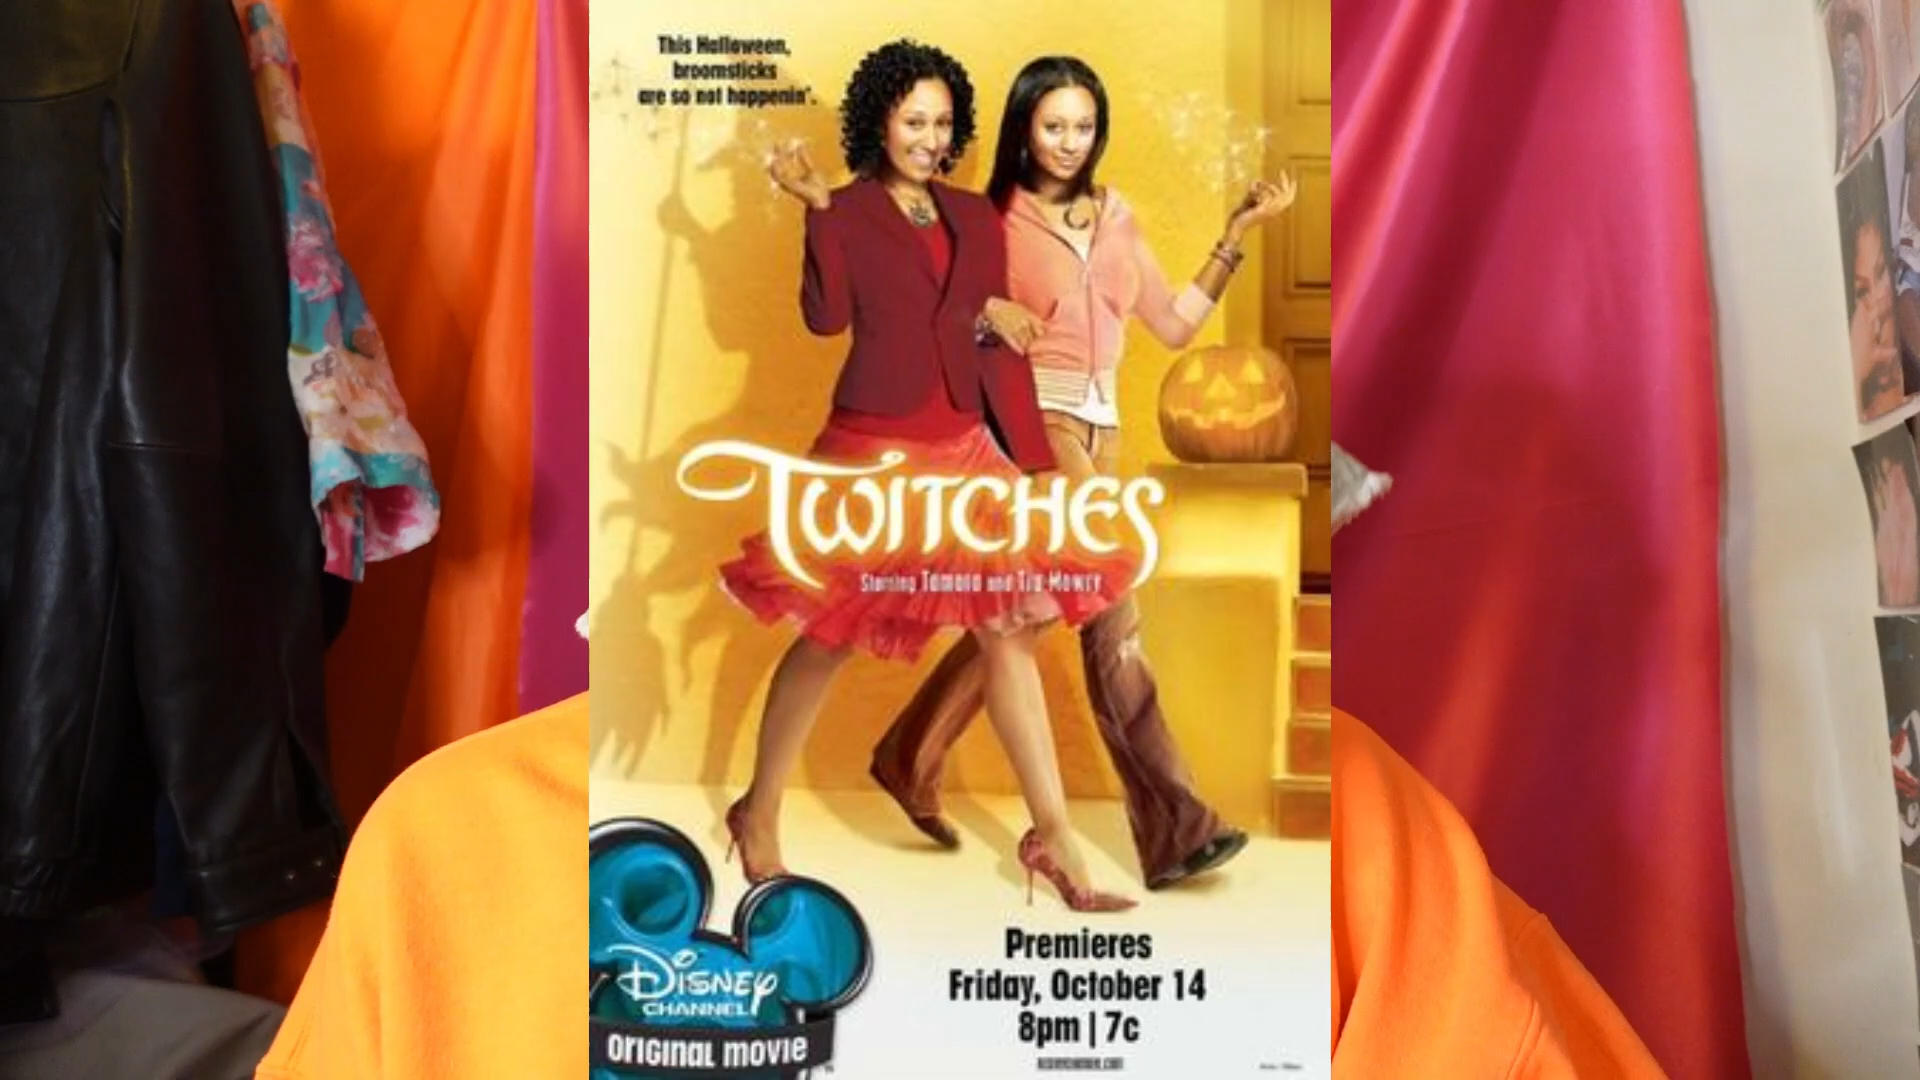 This Halloween,
broomsticks
are so not happenin'.
TWITCHES
Starring Tamara and Tia Mowry
DISNEY
CHANNEL
ORIGINAL MOVIE
Premieres
Friday, October 14
8pm | 7c